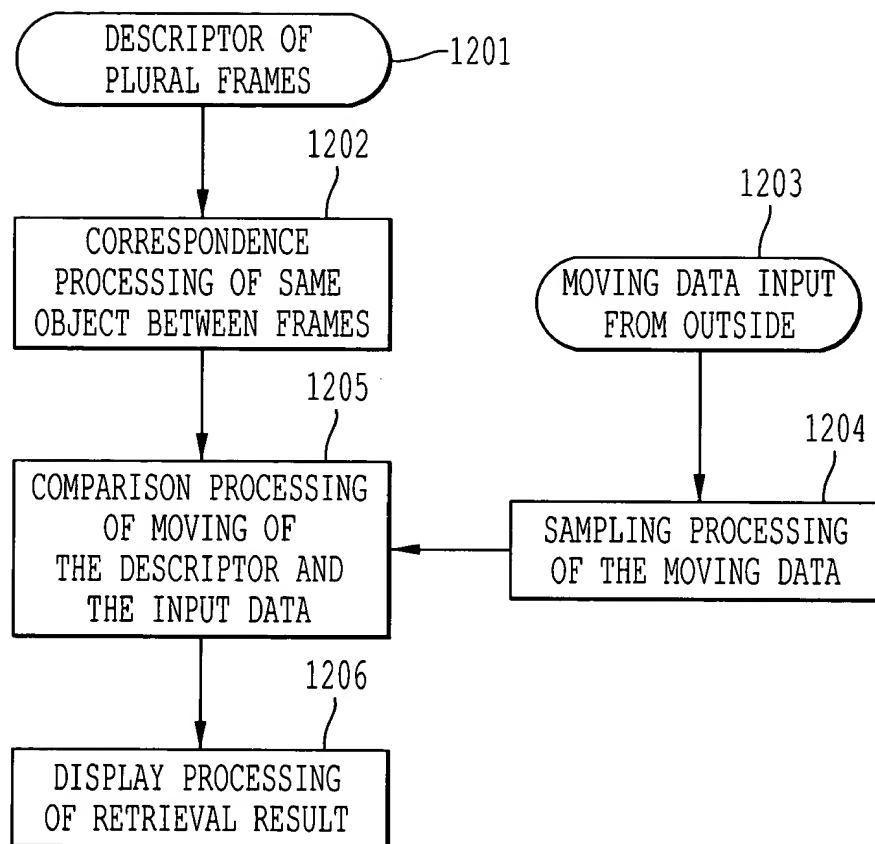 DESCRIPTOR OF
PLURAL FRAMES
1201
1202
CORRESPONDENCE
PROCESSING OF SAME
OBJECT BETWEEN FRAMES
1203
MOVING DATA INPUT
FROM OUTSIDE
1205
COMPARISON PROCESSING
OF MOVING OF
THE DESCRIPTOR AND
THE INPUT DATA
1204
SAMPLING PROCESSING
OF THE MOVING DATA
1206
DISPLAY PROCESSING
OF RETRIEVAL RESULT